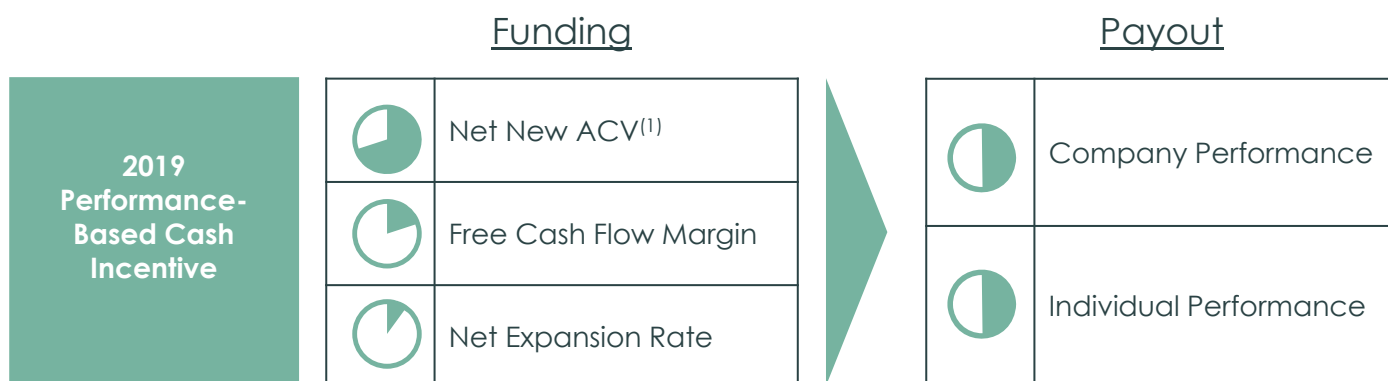 Funding
Payout
2019
Performance-
Based Cash
Incentive
Net New ACV(1)
Free Cash Flow Margin
Net Expansion Rate
Company Performance
Individual Performance